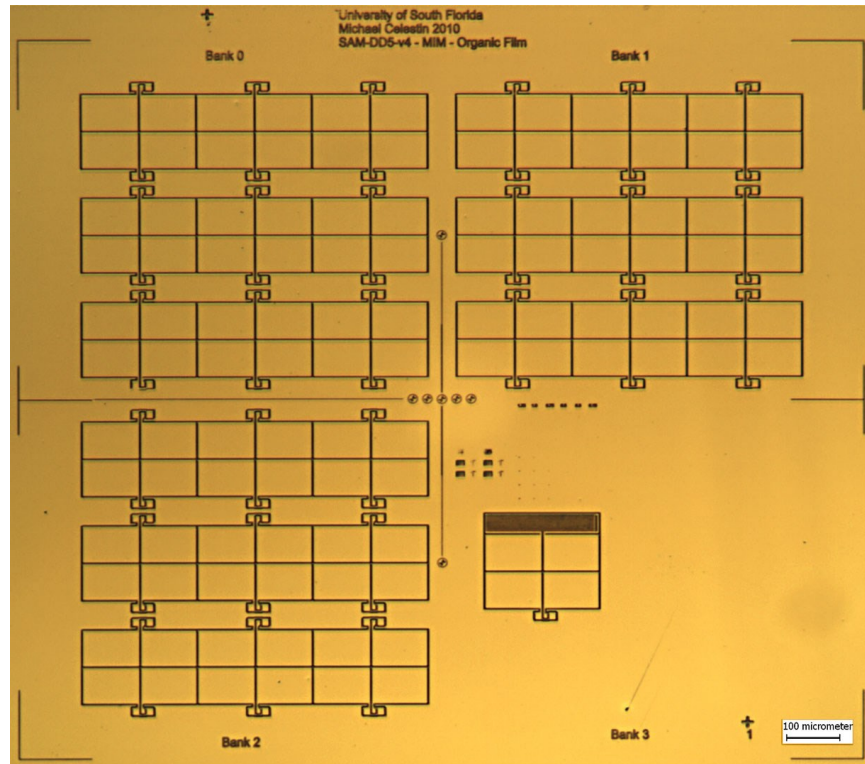 University of South Florida
Michael Celestin 2010
SAM-DD5-v4 - MIM - Organic Film
Bank 0
Bank 1
Bank 2
Bank 3
1
100 micrometer